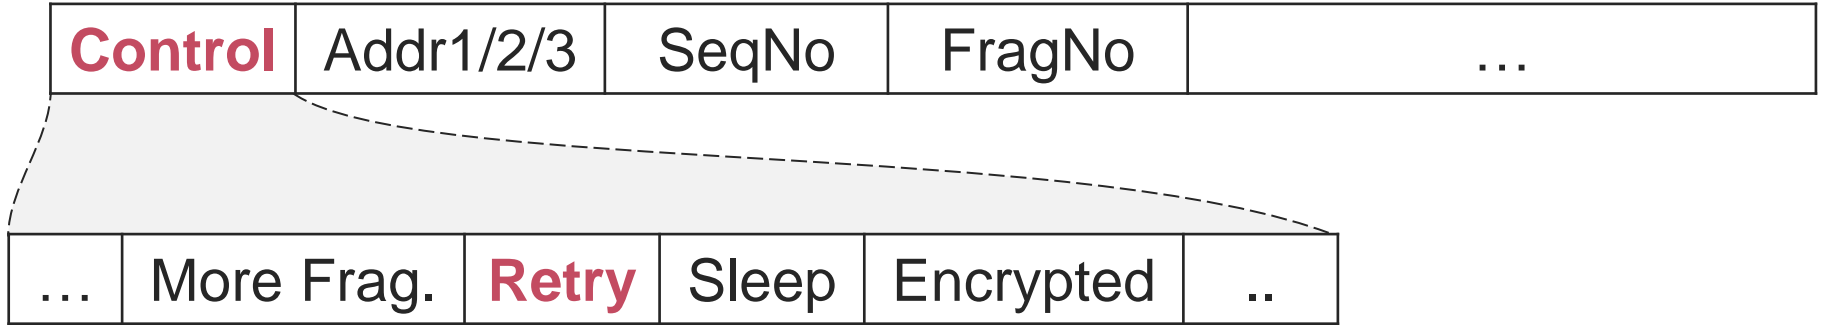 Control Addr1/2/3 SeqNo FragNo …
… More Frag. Retry Sleep Encrypted ..